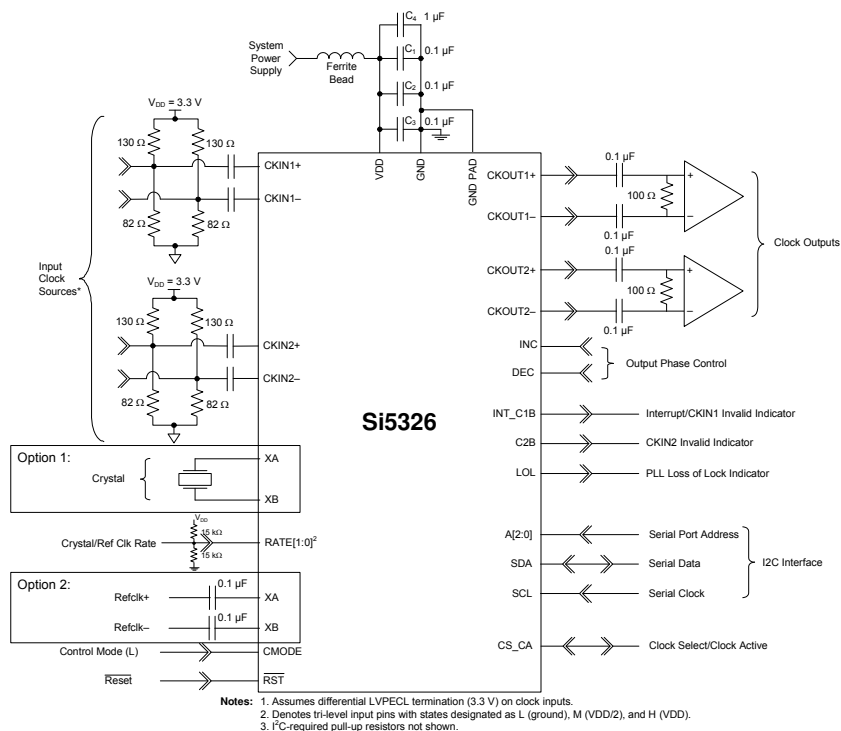 C4 1 µF
System
Power
Supply
Ferrite
Bead
C1 0.1 µF
C2 0.1 µF
C3 0.1 µF
VDD = 3.3 V
130 Ω 130 Ω
82 Ω 82 Ω
CKIN1+
CKIN1–
VDD
GND
GND PAD
CKOUT1+
0.1 µF
100 Ω
+
–
CKOUT1–
0.1 µF
Clock Outputs
Input
Clock
Sources*
CKOUT2+
0.1 µF
100 Ω
+
–
CKOUT2–
0.1 µF
VDD = 3.3 V
130 Ω 130 Ω
CKIN2+
CKIN2–
82 Ω 82 Ω
INC
DEC
Output Phase Control
Si5326
INT_C1B Interrupt/CKIN1 Invalid Indicator
C2B CKIN2 Invalid Indicator
LOL PLL Loss of Lock Indicator
Option 1:
Crystal
XA
XB
VDD
15 kΩ
15 kΩ
Crystal/Ref Clk Rate
RATE[1:0]2
A[2:0] Serial Port Address
SDA Serial Data
SCL Serial Clock
I2C Interface
Option 2:
Refclk+ 0.1 µF XA
Refclk– 0.1 µF XB
CS_CA Clock Select/Clock Active
Control Mode (L) CMODE
Reset RST
Notes: 1. Assumes differential LVPECL termination (3.3 V) on clock inputs.
2. Denotes tri-level input pins with states designated as L (ground), M (VDD/2), and H (VDD).
3. I2C-required pull-up resistors not shown.